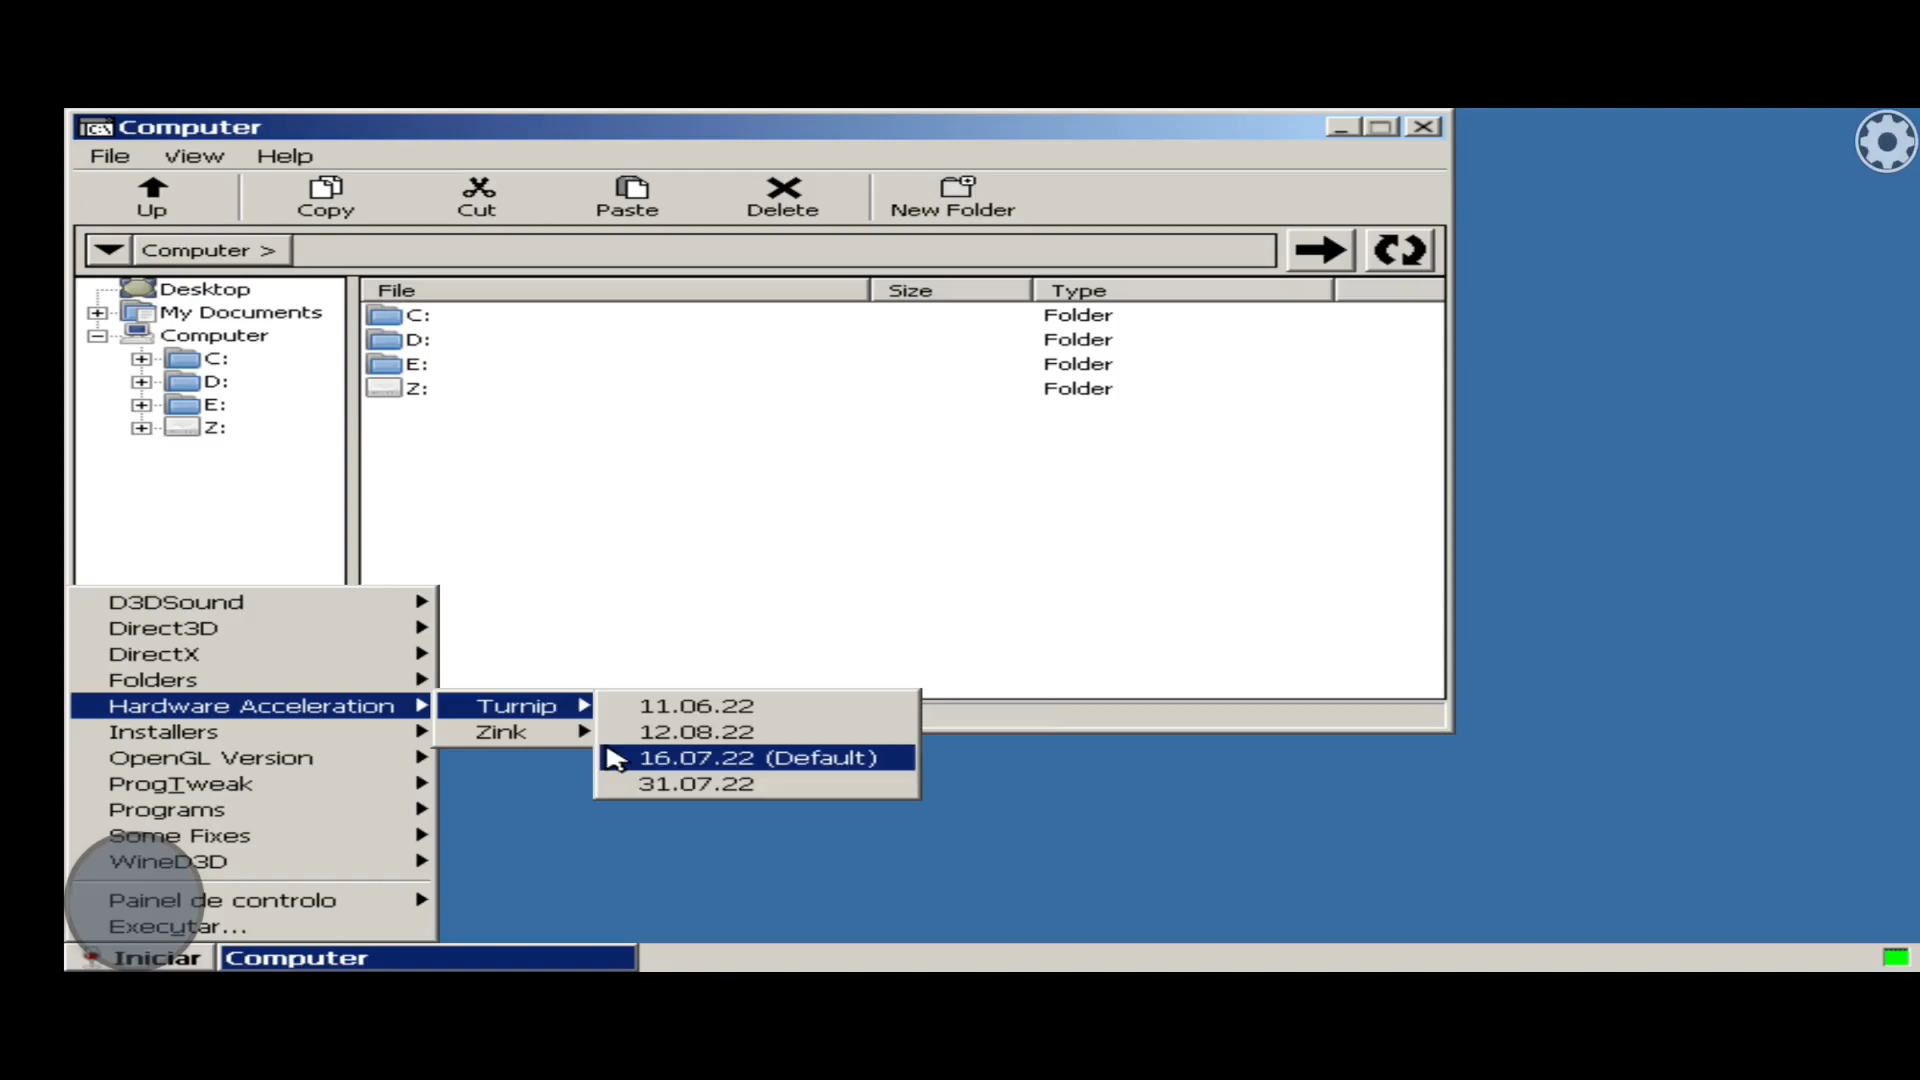 Computer
File View Help
Up Copy Cut Paste Delete New Folder
Computer >
Desktop
My Documents
Computer
C:
D:
E:
Z:
File Size Type
C: Folder
D: Folder
E: Folder
Z: Folder
D3DSound
Direct3D
DirectX
Folders
Hardware Acceleration
Installers
OpenGL Version
ProgTweak
Programs
Some Fixes
WineD3D
Painel de controlo
Executar...
Turnip
Zink
11.06.22
12.08.22
16.07.22 (Default)
31.07.22
Iniciar Computer